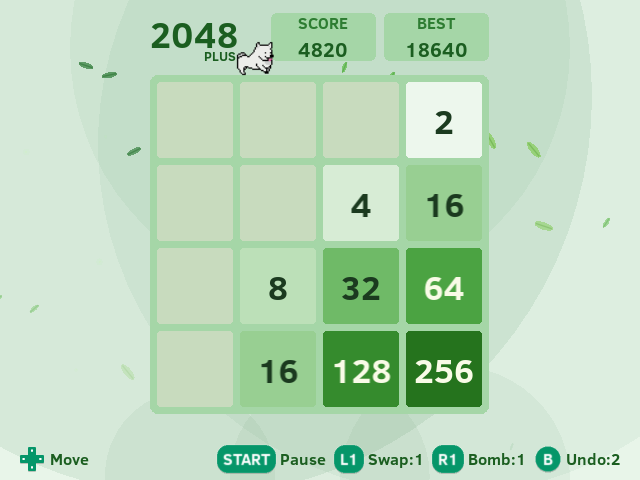 2048
PLUS
SCORE
4820
BEST
18640
2
4 16
8 32 64
16 128 256
Move
START Pause L1 Swap:1 R1 Bomb:1 B Undo:2